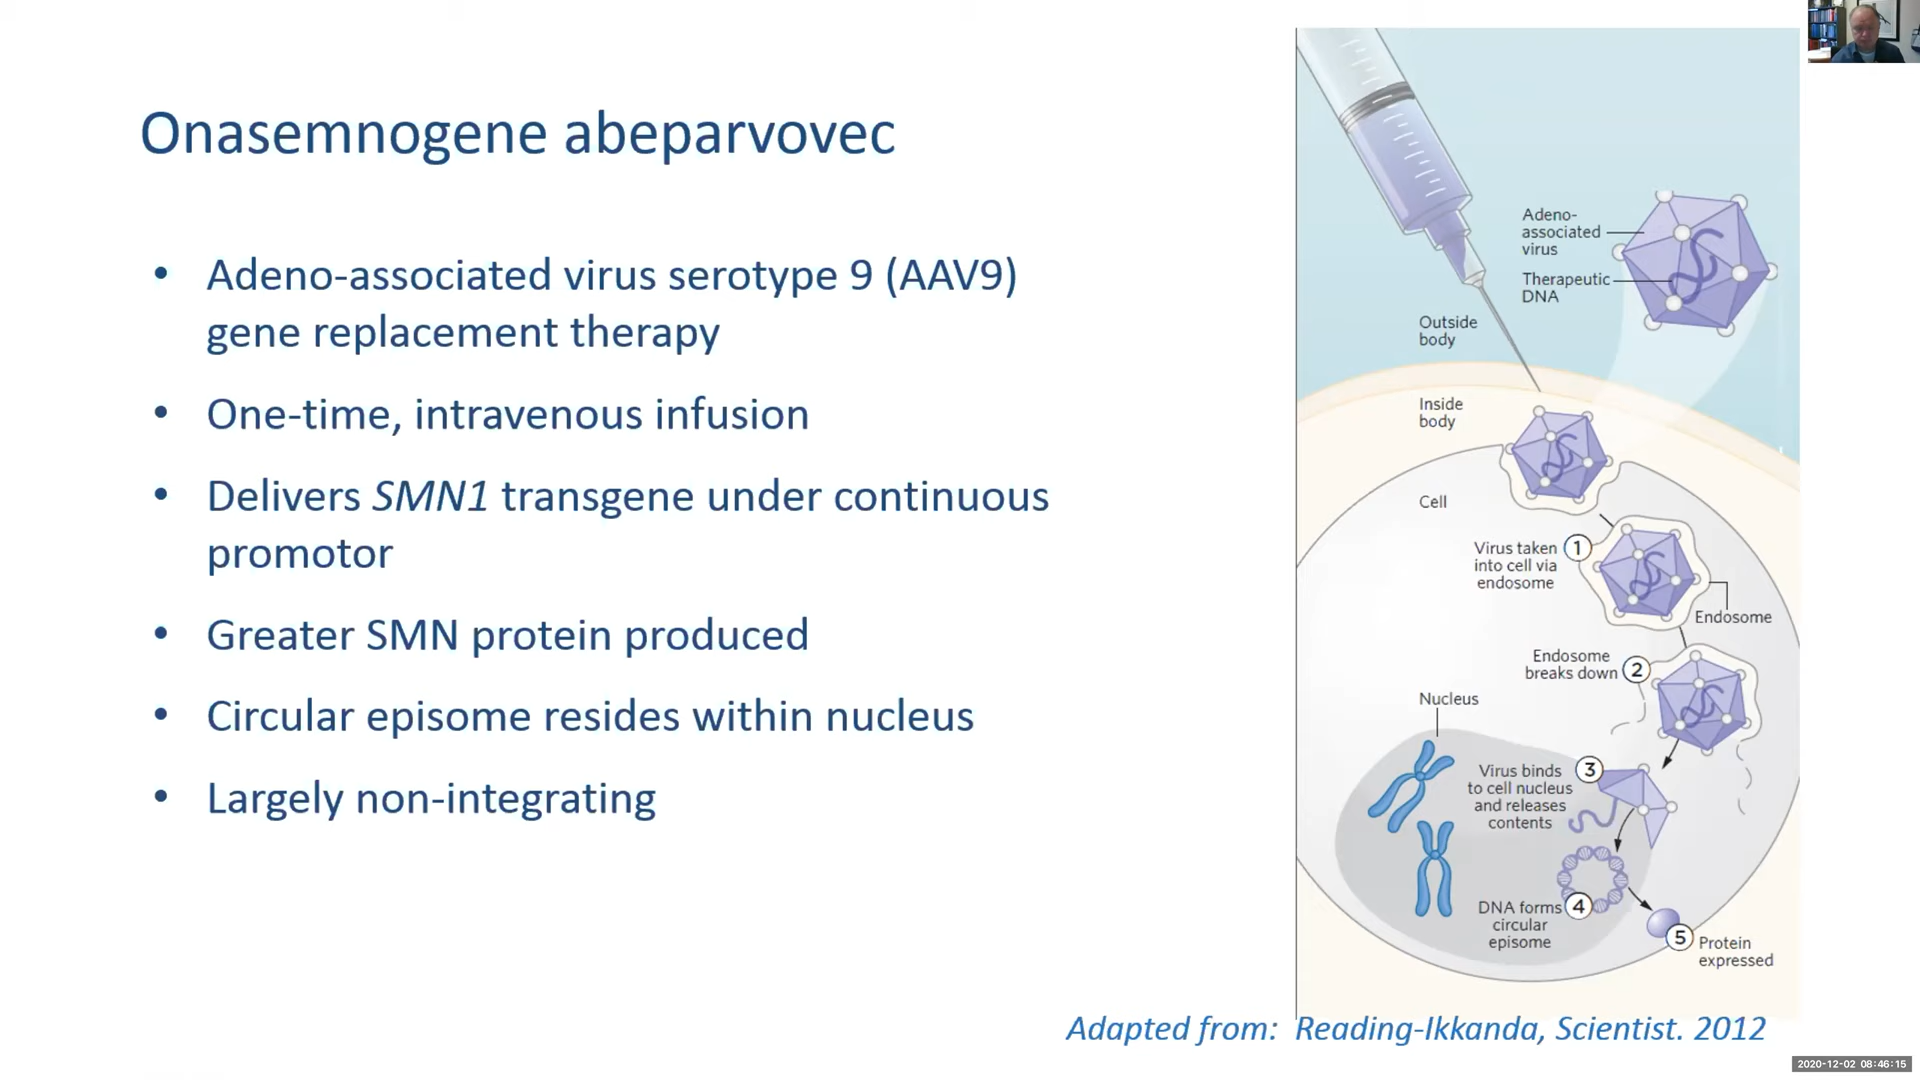 Onasemnogene abeparvovec
• Adeno-associated virus serotype 9 (AAV9)
gene replacement therapy
• One-time, intravenous infusion
• Delivers SMN1 transgene under continuous
promotor
• Greater SMN protein produced
• Circular episome resides within nucleus
• Largely non-integrating
Adeno-
associated
virus
Therapeutic
DNA
Outside
body
Inside
body
Cell
Virus taken 1
into cell via
endosome
Endosome
Endosome
breaks down 2
Nucleus
Virus binds 3
to cell nucleus
and releases
contents
DNA forms 4
circular
episome
5 Protein
expressed
Adapted from: Reading-Ikkanda, Scientist. 2012
2020-12-02 08:46:15